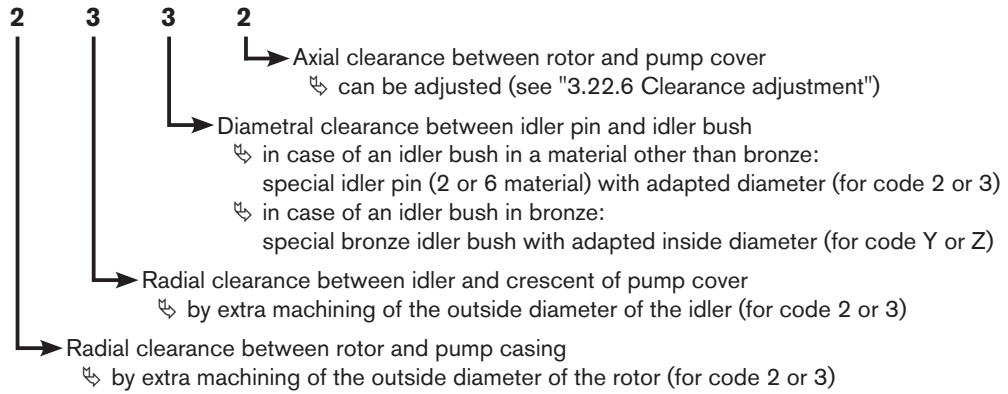 2 3 3 2
Axial clearance between rotor and pump cover
can be adjusted (see "3.22.6 Clearance adjustment")
Diametral clearance between idler pin and idler bush
in case of an idler bush in a material other than bronze:
special idler pin (2 or 6 material) with adapted diameter (for code 2 or 3)
in case of an idler bush in bronze:
special bronze idler bush with adapted inside diameter (for code Y or Z)
Radial clearance between idler and crescent of pump cover
by extra machining of the outside diameter of the idler (for code 2 or 3)
Radial clearance between rotor and pump casing
by extra machining of the outside diameter of the rotor (for code 2 or 3)